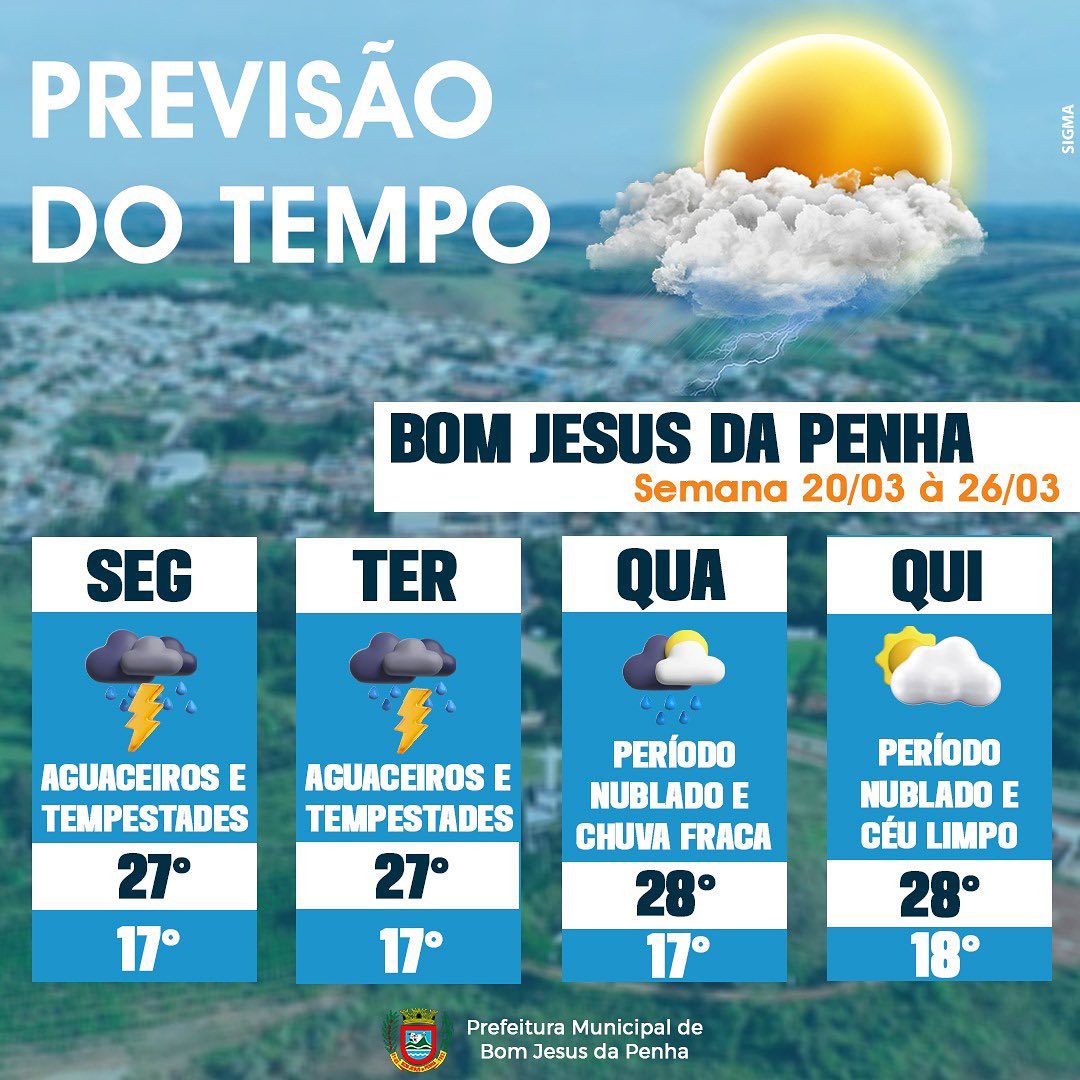 PREVISÃO
DO TEMPO
SIGMA
BOM JESUS DA PENHA
Semana 20/03 à 26/03
SEG
AGUACEIROS E
TEMPESTADES
27°
17°
TER
AGUACEIROS E
TEMPESTADES
27°
17°
QUA
PERÍODO
NUBLADO E
CHUVA FRACA
28°
17°
QUI
PERÍODO
NUBLADO E
CÉU LIMPO
28°
18°
Prefeitura Municipal de
Bom Jesus da Penha